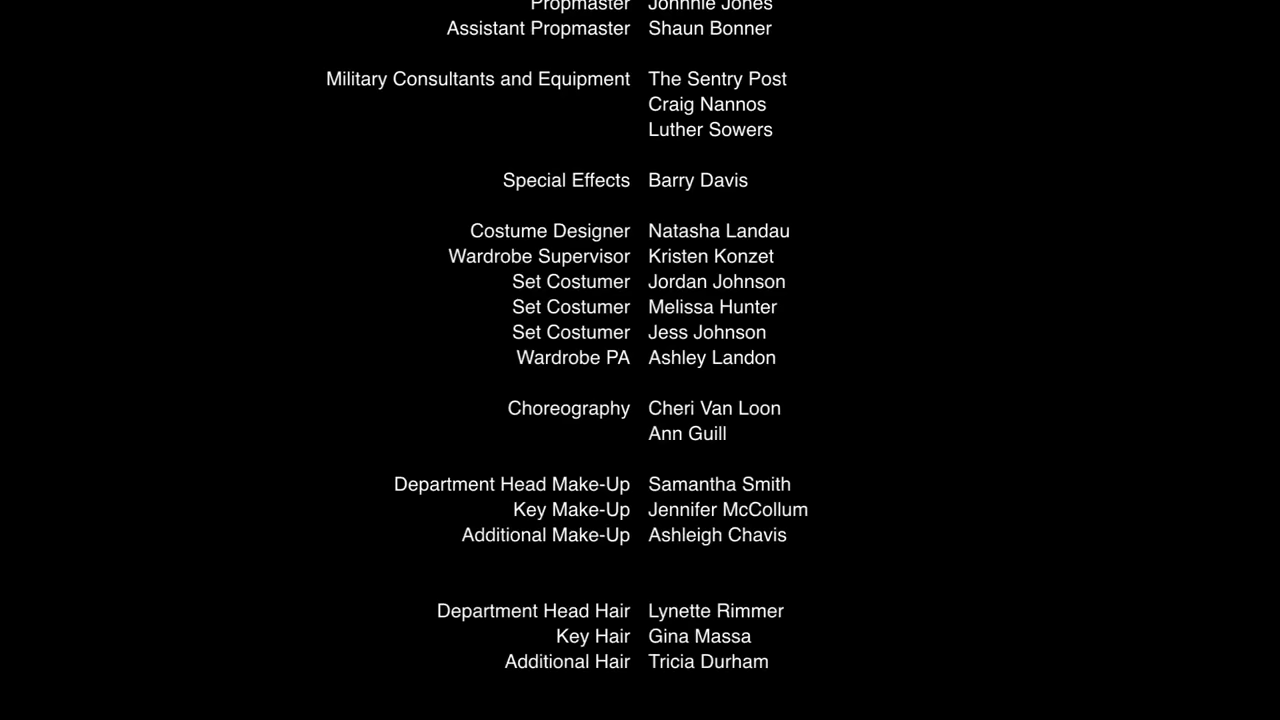 Propmaster Johnnie Jones
Assistant Propmaster Shaun Bonner
Military Consultants and Equipment The Sentry Post
Craig Nannos
Luther Sowers
Special Effects Barry Davis
Costume Designer Natasha Landau
Wardrobe Supervisor Kristen Konzet
Set Costumer Jordan Johnson
Set Costumer Melissa Hunter
Set Costumer Jess Johnson
Wardrobe PA Ashley Landon
Choreography Cheri Van Loon
Ann Guill
Department Head Make-Up Samantha Smith
Key Make-Up Jennifer McCollum
Additional Make-Up Ashleigh Chavis
Department Head Hair Lynette Rimmer
Key Hair Gina Massa
Additional Hair Tricia Durham